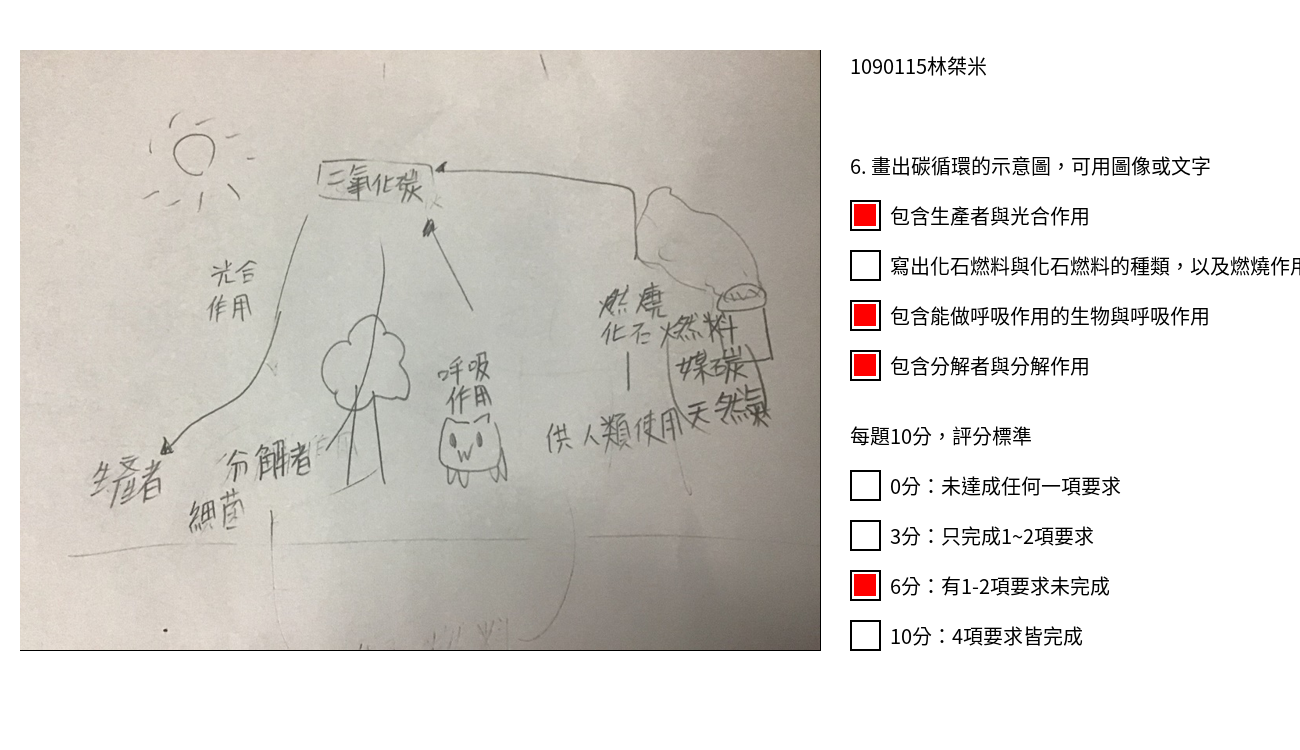 二氧化碳
光合
作用
生產者
分解者
細菌
呼吸
作用
燃燒
化石燃料
媒碳
天然氣
供人類使用
1090115林桀米
6. 畫出碳循環的示意圖，可用圖像或文字
包含生產者與光合作用
寫出化石燃料與化石燃料的種類，以及燃燒作用
包含能做呼吸作用的生物與呼吸作用
包含分解者與分解作用
每題10分，評分標準
0分：未達成任何一項要求
3分：只完成1~2項要求
6分：有1-2項要求未完成
10分：4項要求皆完成